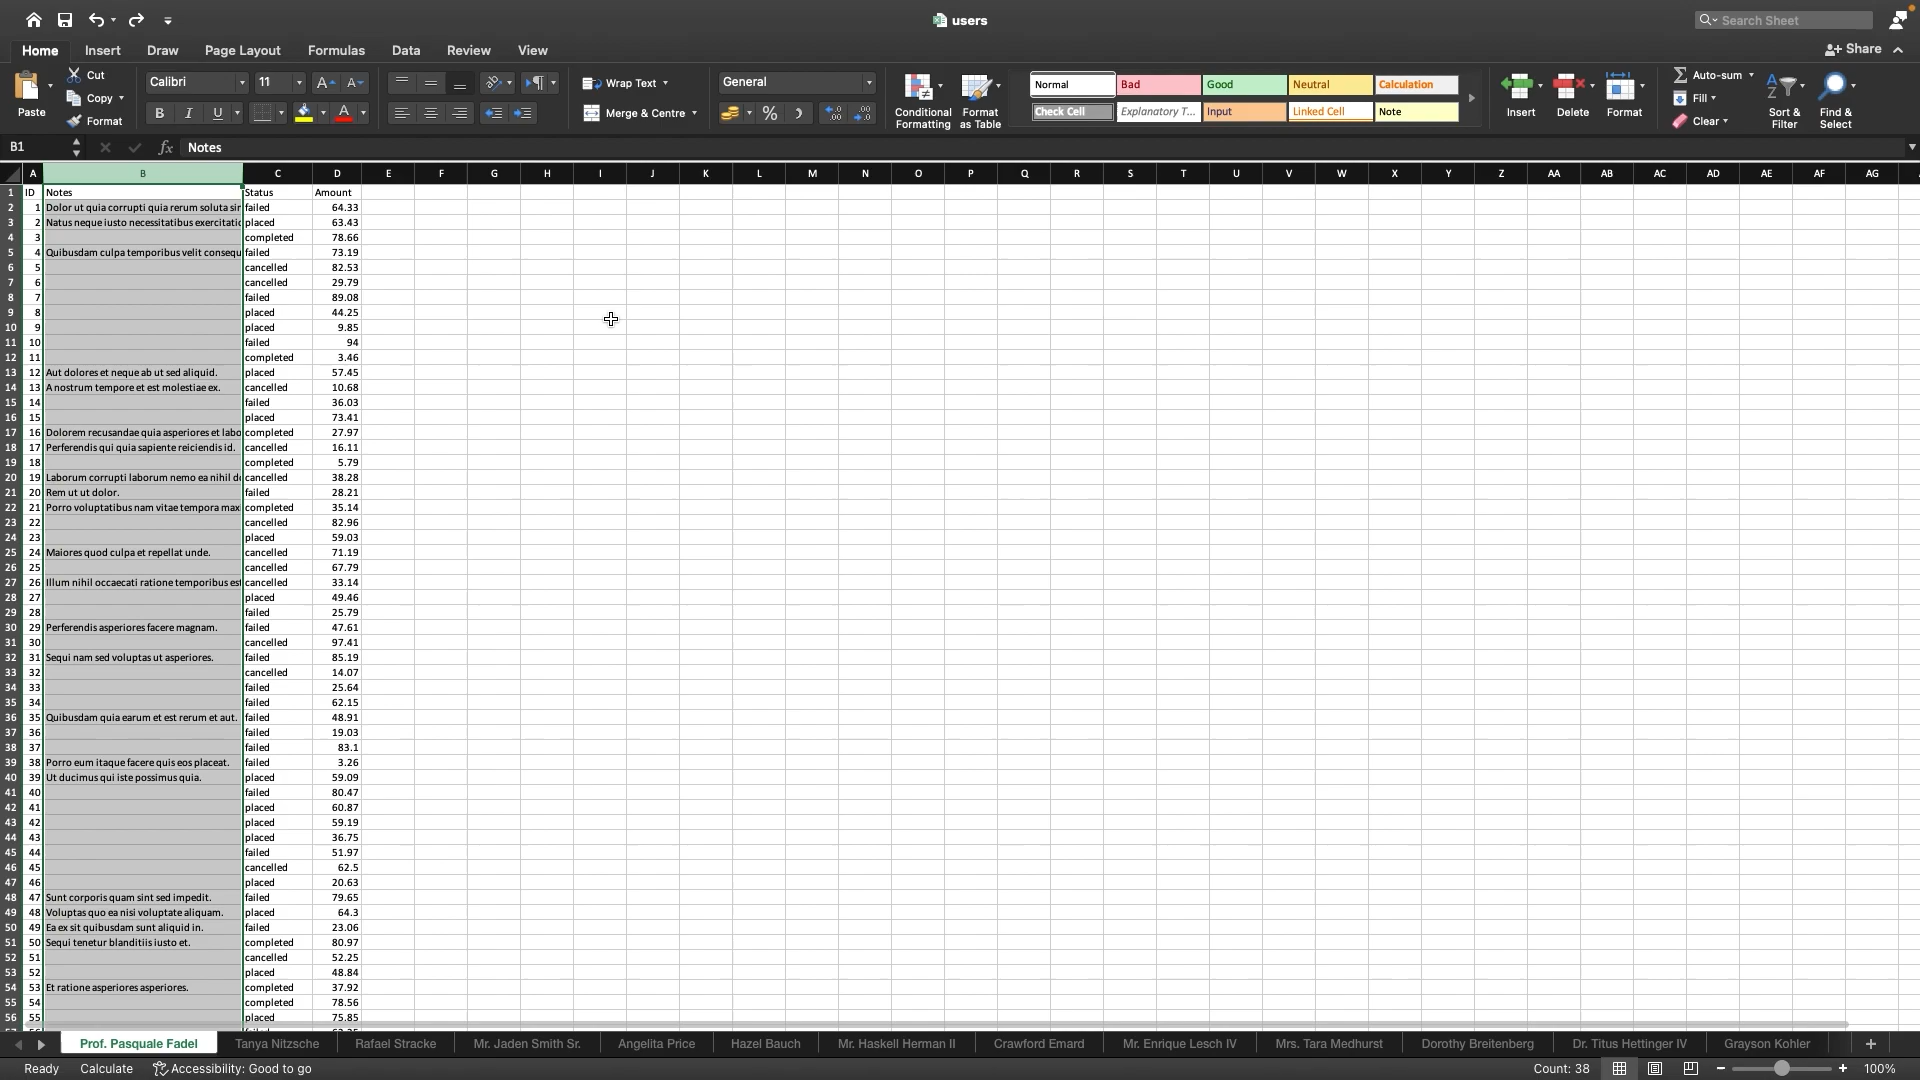 users
Search Sheet
Home Insert Draw Page Layout Formulas Data Review View
Share
Paste
Cut
Copy
Format
Calibri 11
B I U
Wrap Text
Merge & Centre
General
Conditional Formatting
Format as Table
Normal Bad Good Neutral Calculation
Check Cell Explanatory T... Input Linked Cell Note
Insert Delete Format
Auto-sum
Fill
Clear
Sort & Filter
Find & Select
B1 fx Notes
A B C D E F G H I J K L M N O P Q R S T U V W X Y Z AA AB AC AD AE AF AG
1 ID Notes Status Amount
2 1 Dolor ut quia corrupti quia rerum soluta failed 64.33
3 2 Natus neque iusto necessitatibus placed 63.43
4 3 completed 78.66
5 4 Quibusdam culpa temporibus velit failed 73.19
6 5 cancelled 82.53
7 6 cancelled 29.79
8 7 failed 89.08
9 8 placed 44.25
10 9 placed 9.85
11 10 failed 94
12 11 completed 3.46
13 12 Aut dolores et neque ab ut sed aliquid. placed 57.45
14 13 A nostrum tempore et est molestiae ex. cancelled 10.68
15 14 failed 36.03
16 15 placed 73.41
17 16 Dolorem recusandae quia asperiores et labo completed 27.97
18 17 Perferendis qui quia sapiente reiciendis id. cancelled 16.11
19 18 completed 5.79
20 19 Laborum corrupti laborum nemo ea nihil cancelled 38.28
21 20 Rem ut ut dolor. failed 28.21
22 21 Porro voluptatibus nam vitae tempora max completed 35.14
23 22 cancelled 82.96
24 23 placed 59.03
25 24 Maiores quod culpa et repellat unde. cancelled 71.19
26 25 cancelled 67.79
27 26 Illum nihil occaecati ratione temporibus est cancelled 33.14
28 27 placed 49.46
29 28 failed 25.79
30 29 Perferendis asperiores facere magnam. failed 47.61
31 30 cancelled 97.41
32 31 Sequi nam sed voluptas ut asperiores. failed 85.19
33 32 cancelled 14.07
34 33 failed 25.64
35 34 failed 62.15
36 35 Quibusdam quia earum et est rerum et aut. failed 48.91
37 36 failed 19.03
38 37 failed 83.1
39 38 Porro eum itaque facere quis eos placeat. failed 3.26
40 39 Ut ducimus qui iste possimus quia. placed 59.09
41 40 failed 80.47
42 41 placed 60.87
43 42 placed 59.19
44 43 placed 36.75
45 44 failed 51.97
46 45 cancelled 62.5
47 46 placed 20.63
48 47 Sunt corporis quam sint sed impedit. failed 79.65
49 48 Voluptas quo ea nisi voluptate aliquam. placed 64.3
50 49 Ea ex sit quibusdam sunt aliquid in. failed 23.06
51 50 Sequi tenetur blanditiis iusto et. completed 80.97
52 51 cancelled 52.25
53 52 placed 48.84
54 53 Et ratione asperiores asperiores. completed 37.92
55 54 completed 78.56
56 55 placed 75.85
Prof. Pasquale Fadel Tanya Nitzsche Rafael Stracke Mr. Jaden Smith Sr. Angelita Price Hazel Bauch Mr. Haskell Herman II Crawford Emard Mr. Enrique Lesch IV Mrs. Tara Medhurst Dorothy Breitenberg Dr. Titus Hettinger IV Grayson Kohler
Ready Calculate Accessibility: Good to go Count: 38 100%